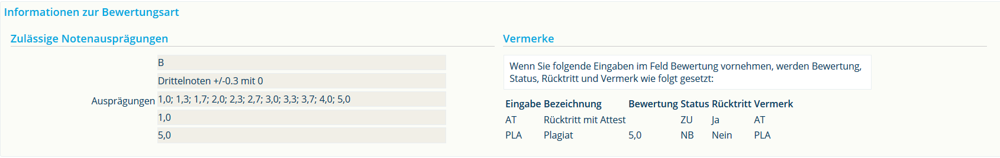 Informationen zur Bewertungsart
Zulässige Notenausprägungen
B
Drittelnoten +/-0.3 mit 0
Ausprägungen 1,0; 1,3; 1,7; 2,0; 2,3; 2,7; 3,0; 3,3; 3,7; 4,0; 5,0
1,0
5,0
Vermerke
Wenn Sie folgende Eingaben im Feld Bewertung vornehmen, werden Bewertung,
Status, Rücktritt und Vermerk wie folgt gesetzt:
Eingabe Bezeichnung Bewertung Status Rücktritt Vermerk
AT Rücktritt mit Attest ZU Ja AT
PLA Plagiat 5,0 NB Nein PLA